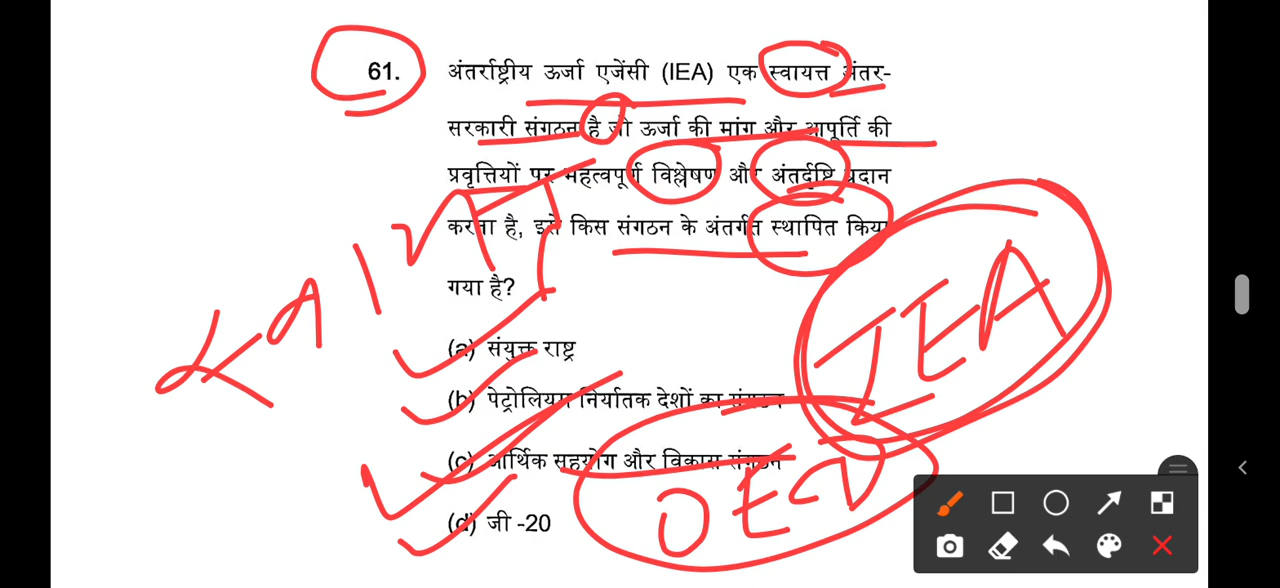 61. अंतर्राष्ट्रीय ऊर्जा एजेंसी (IEA) एक स्वायत्त अंतर-
सरकारी संगठन है जो ऊर्जा की मांग और आपूर्ति की
प्रवृत्तियों पर महत्वपूर्ण विश्लेषण और अंतर्दृष्टि प्रदान
करता है, इसे किस संगठन के अंतर्गत स्थापित किया
गया है?
IEA
(a) संयुक्त राष्ट्र
(b) पेट्रोलियम निर्यातक देशों का संगठन
(c) आर्थिक सहयोग और विकास संगठन
OECD
(d) जी -20